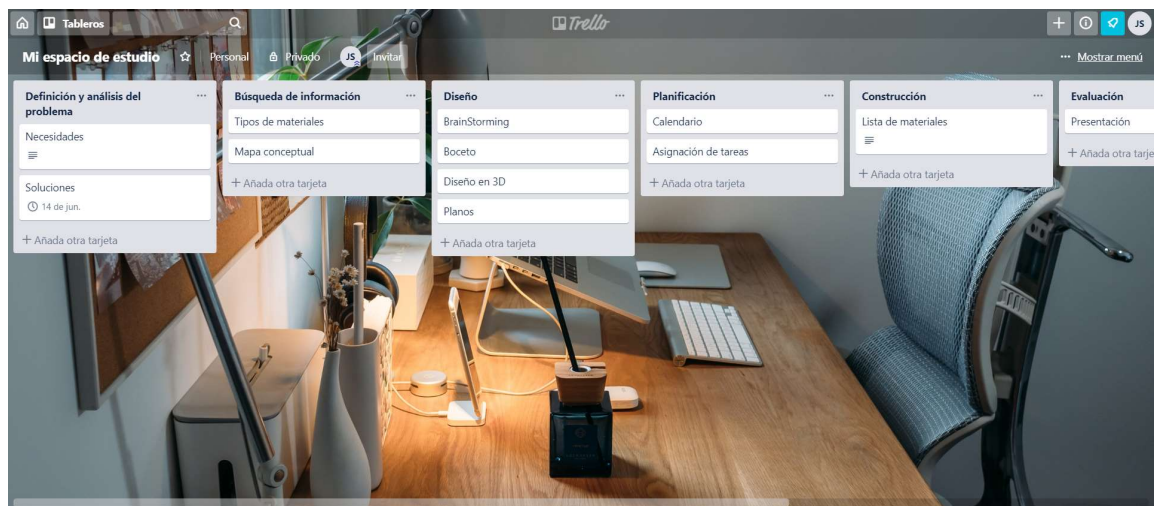 Tableros
Trello
JS
Mi espacio de estudio
Personal
Privado
JS
Invitar
... Mostrar menú
Definición y análisis del
problema
Necesidades
Soluciones
14 de jun.
+ Añada otra tarjeta
Búsqueda de información
Tipos de materiales
Mapa conceptual
+ Añada otra tarjeta
Diseño
BrainStorming
Boceto
Diseño en 3D
Planos
+ Añada otra tarjeta
Planificación
Calendario
Asignación de tareas
+ Añada otra tarjeta
Construcción
Lista de materiales
+ Añada otra tarjeta
Evaluación
Presentación
+ Añada otra tarje